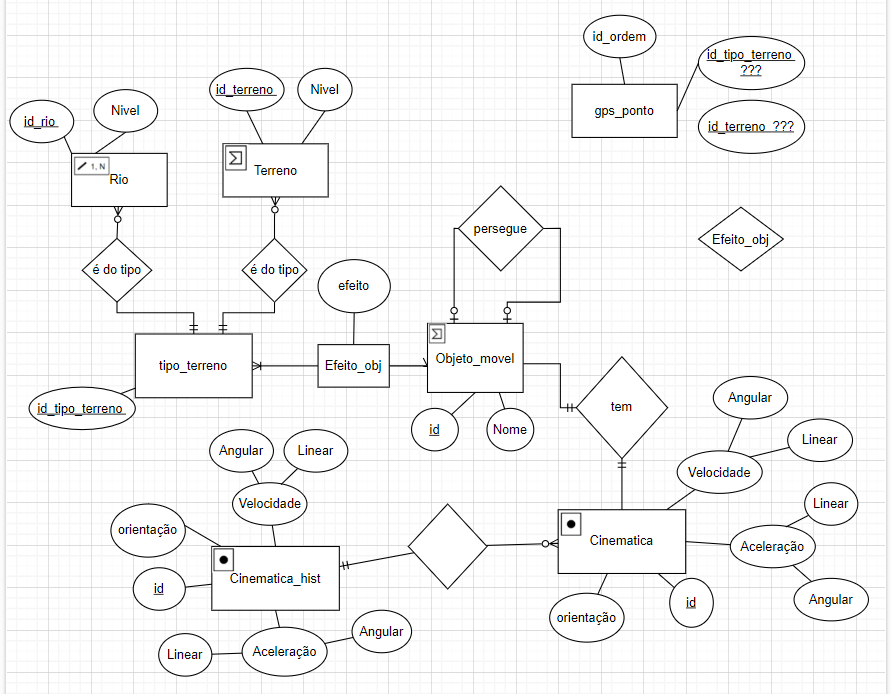 id_ordem
id_tipo_terreno
???
gps_ponto
id_terreno ???
id_terreno
Nivel
id_rio
Nivel
1, N
Rio
Σ
Terreno
persegue
Efeito_obj
é do tipo
é do tipo
efeito
Σ
tipo_terreno
Efeito_obj
Objeto_movel
id_tipo_terreno
id
Nome
tem
Angular
Linear
Velocidade
Angular
Linear
Velocidade
orientação
Linear
Cinematica
Aceleração
Cinematica_hist
id
id
Angular
orientação
Angular
Linear
Aceleração